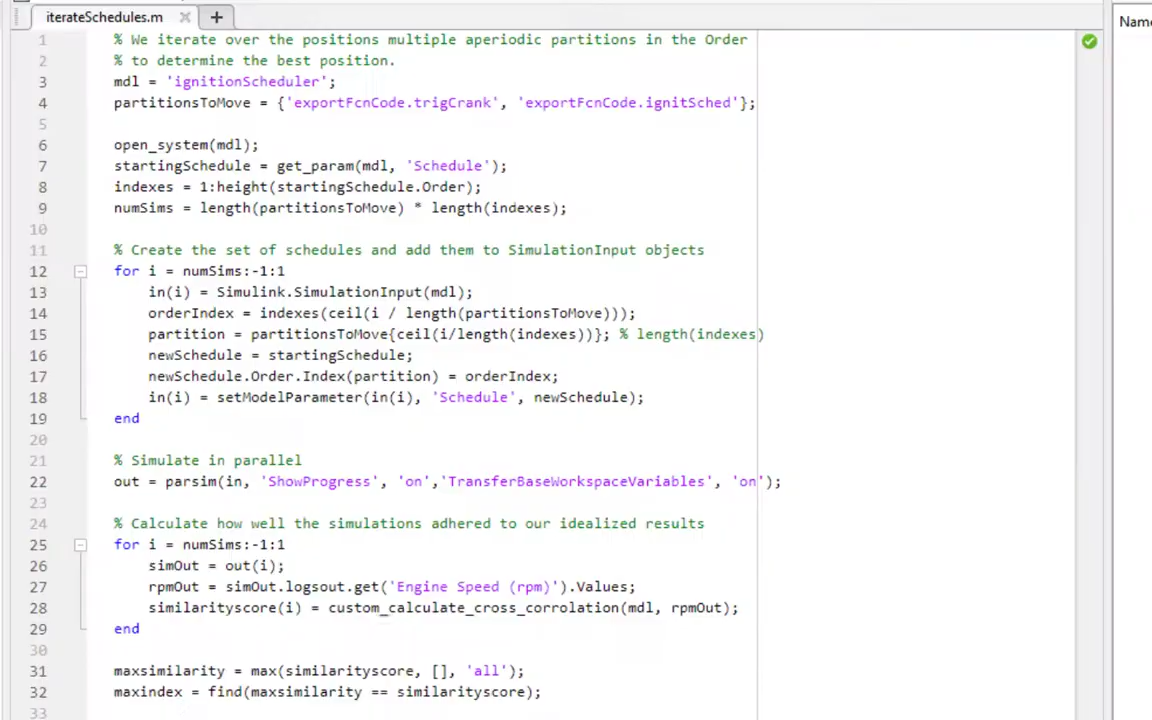 iterateSchedules.m
Name
1 % We iterate over the positions multiple aperiodic partitions in the Order
2 % to determine the best position.
3 mdl = 'ignitionScheduler';
4 partitionsToMove = {'exportFcnCode.trigCrank', 'exportFcnCode.ignitSched'};
5
6 open_system(mdl);
7 startingSchedule = get_param(mdl, 'Schedule');
8 indexes = 1:height(startingSchedule.Order);
9 numSims = length(partitionsToMove) * length(indexes);
10
11 % Create the set of schedules and add them to SimulationInput objects
12 for i = numSims:-1:1
13 in(i) = Simulink.SimulationInput(mdl);
14 orderIndex = indexes(ceil(i / length(partitionsToMove)));
15 partition = partitionsToMove{ceil(i/length(indexes))}; % length(indexes)
16 newSchedule = startingSchedule;
17 newSchedule.Order.Index(partition) = orderIndex;
18 in(i) = setModelParameter(in(i), 'Schedule', newSchedule);
19 end
20
21 % Simulate in parallel
22 out = parsim(in, 'ShowProgress', 'on','TransferBaseWorkspaceVariables', 'on');
23
24 % Calculate how well the simulations adhered to our idealized results
25 for i = numSims:-1:1
26 simOut = out(i);
27 rpmOut = simOut.logsout.get('Engine Speed (rpm)').Values;
28 similarityscore(i) = custom_calculate_cross_corrolation(mdl, rpmOut);
29 end
30
31 maxsimilarity = max(similarityscore, [], 'all');
32 maxindex = find(maxsimilarity == similarityscore);
33